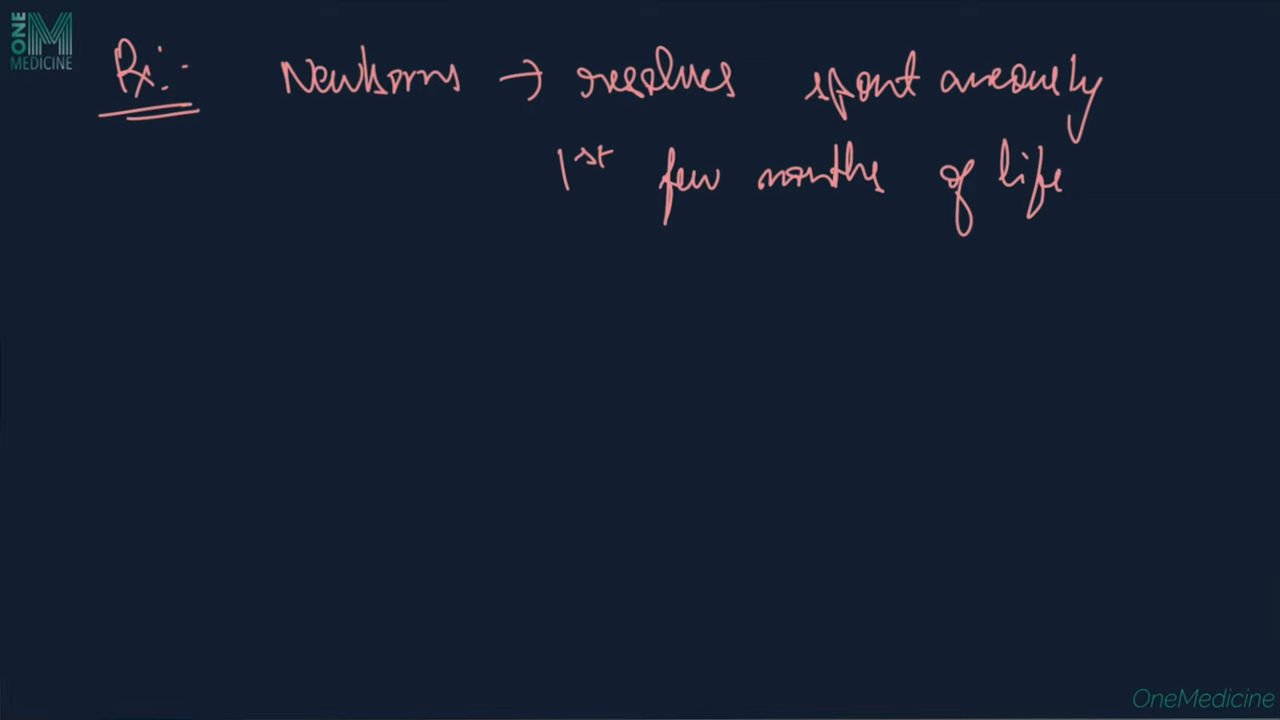 ONE M
MEDICINE
Rx:-
Newborns → resolves spontaneously
1st few months of life
OneMedicine